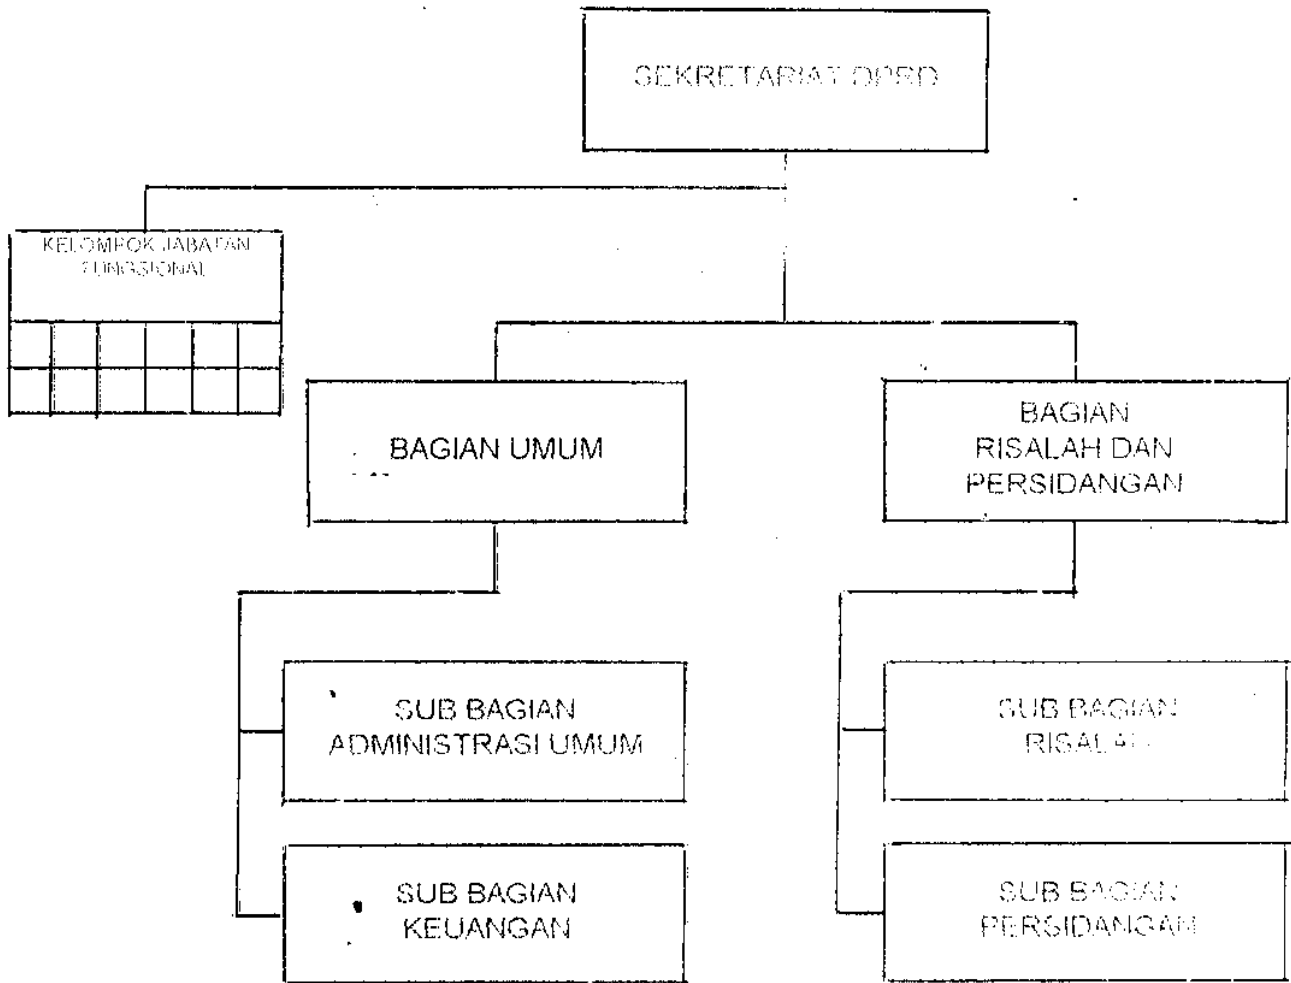 SEKRETARIAT DPRD
KELOMPOK JABATAN
FUNGSIONAL
BAGIAN UMUM
BAGIAN
RISALAH DAN
PERSIDANGAN
SUB BAGIAN
ADMINISTRASI UMUM
SUB BAGIAN
RISALAH
SUB BAGIAN
KEUANGAN
SUB BAGIAN
PERSIDANGAN